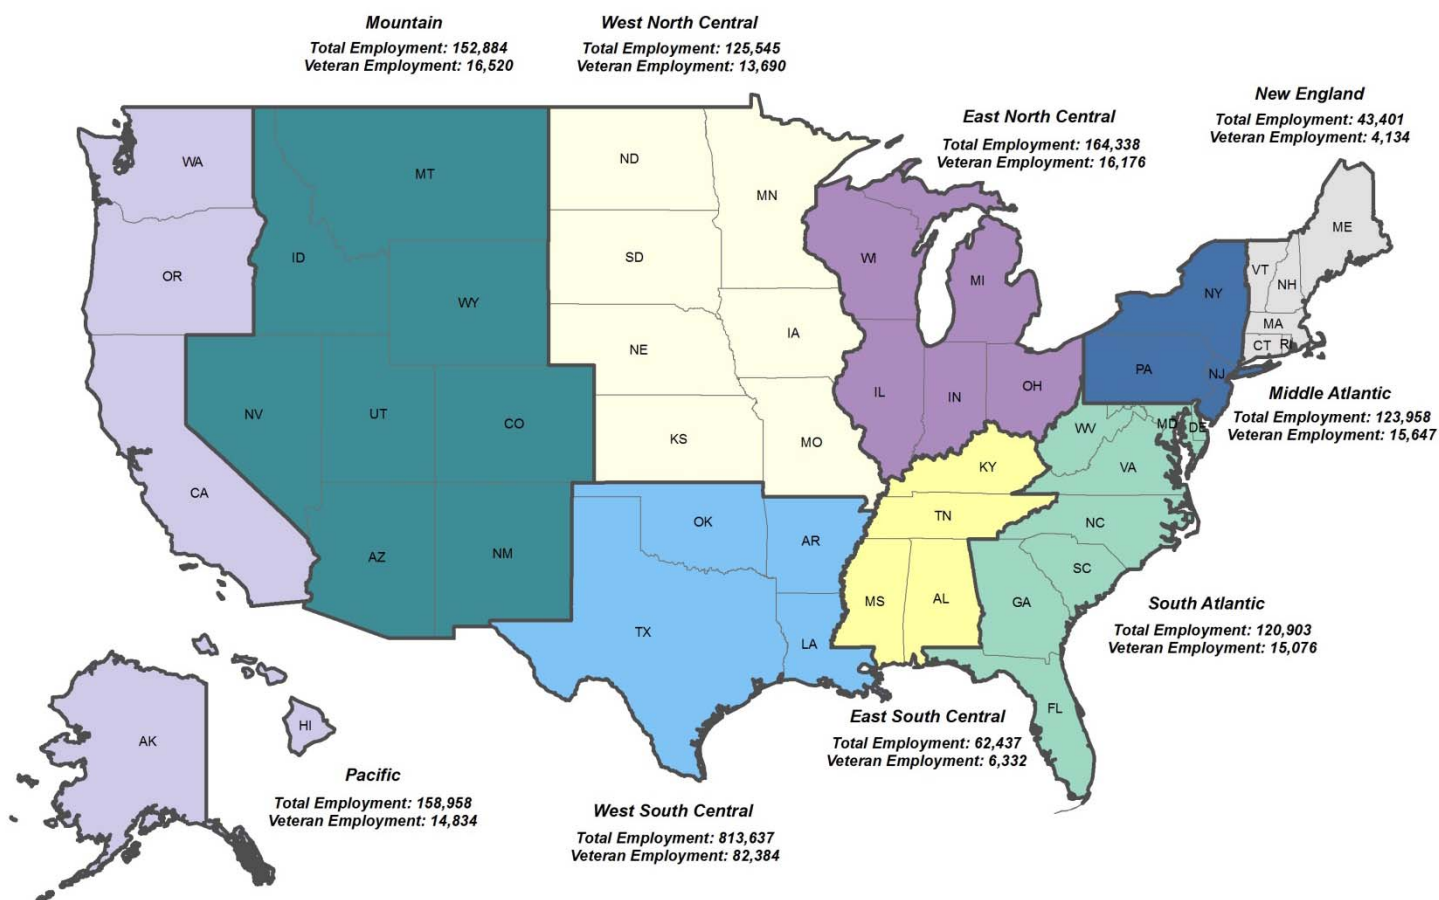 Mountain
Total Employment: 152,884
Veteran Employment: 16,520
West North Central
Total Employment: 125,545
Veteran Employment: 13,690
East North Central
Total Employment: 164,338
Veteran Employment: 16,176
New England
Total Employment: 43,401
Veteran Employment: 4,134
WA
MT
ND
MN
OR
ID
WY
SD
WI
MI
NY
VT
NH
ME
MA
CT
RI
NE
IA
PA
NJ
NV
UT
CO
KS
MO
IL
IN
OH
Middle Atlantic
Total Employment: 123,958
Veteran Employment: 15,647
WV
MD
DE
VA
KY
CA
AZ
NM
OK
AR
TN
NC
SC
TX
LA
MS
AL
GA
South Atlantic
Total Employment: 120,903
Veteran Employment: 15,076
FL
East South Central
Total Employment: 62,437
Veteran Employment: 6,332
AK
HI
Pacific
Total Employment: 158,958
Veteran Employment: 14,834
West South Central
Total Employment: 813,637
Veteran Employment: 82,384